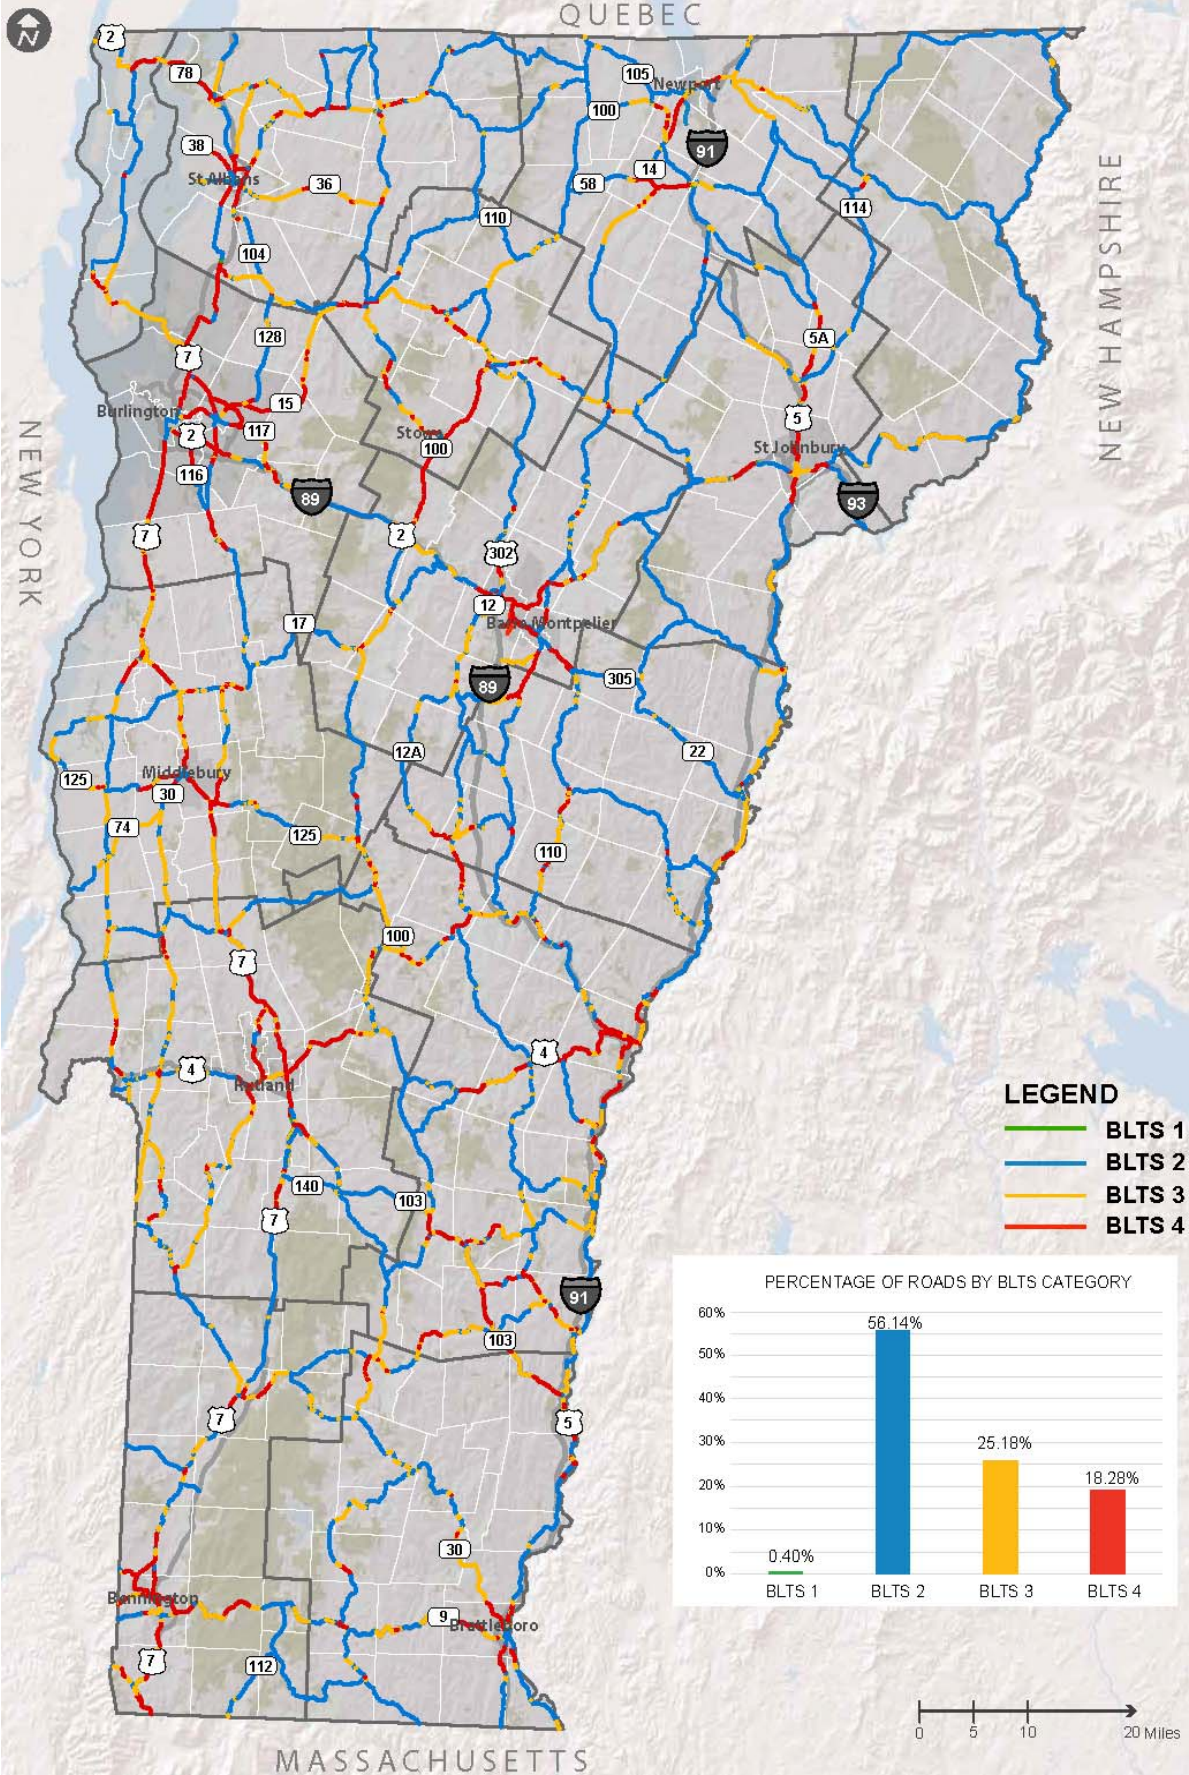 QUEBEC
N
2
78
105
Newport
100
38
91
St Albans
36
14
58
110
114
104
NEW HAMPSHIRE
128
7
5A
15
Burlington
117
2
Stowe
100
5
St Johnbury
116
NEW YORK
89
93
7
2
302
12
Barre Montpelier
17
305
89
12A
22
Middlebury
125
30
74
125
110
100
7
4
4
Rutland
LEGEND
BLTS 1
BLTS 2
BLTS 3
BLTS 4
140
103
7
91
PERCENTAGE OF ROADS BY BLTS CATEGORY
60%
56.14%
50%
40%
30%
25.18%
20%
18.28%
10%
0.40%
0%
BLTS 1
BLTS 2
BLTS 3
BLTS 4
103
7
5
30
Bennington
9
Brattleboro
7
112
0
5
10
20 Miles
MASSACHUSETTS